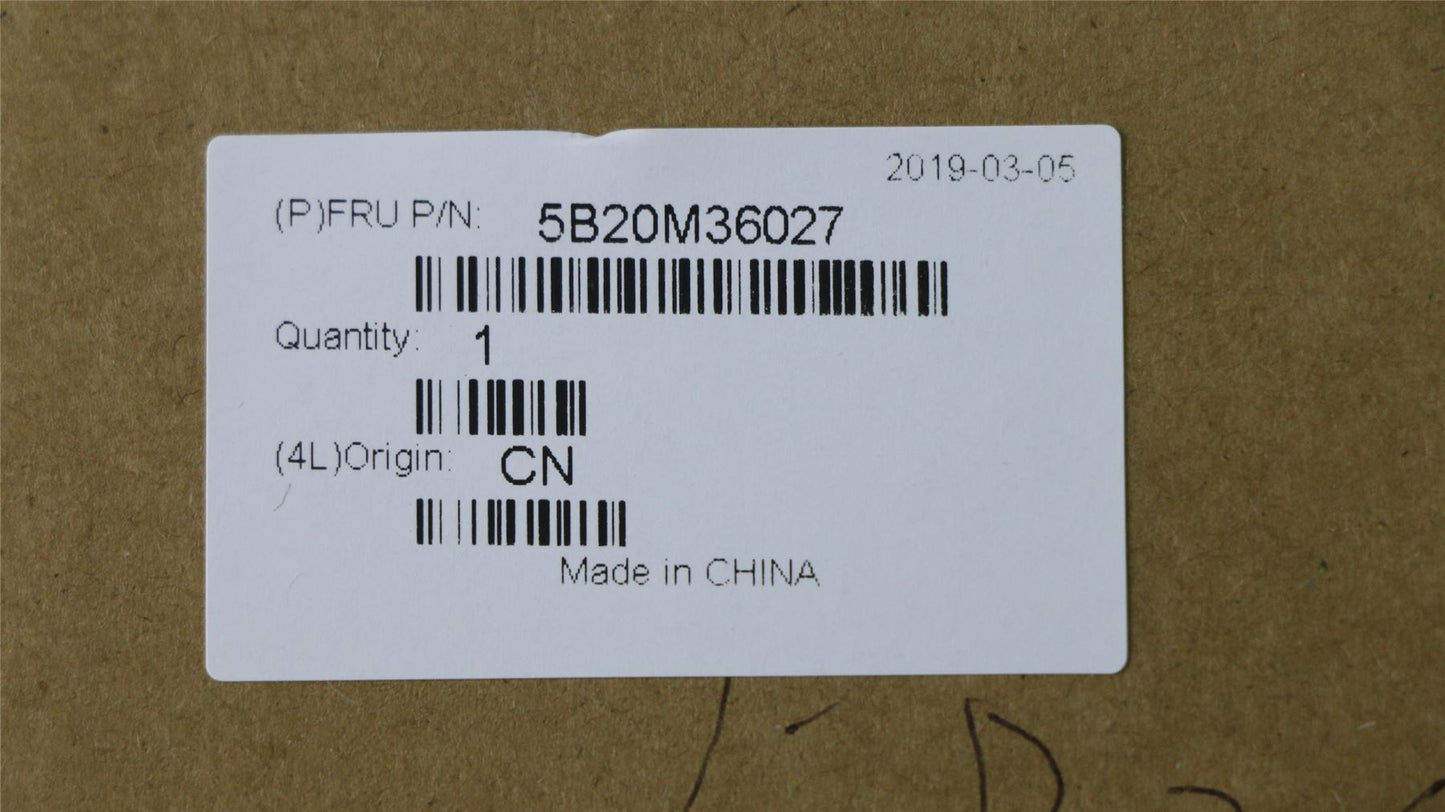 2019-03-05
(P)FRU P/N: 5B20M36027
Quantity: 1
(4L)Origin: CN
Made in CHINA